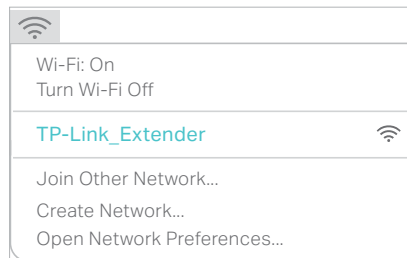 Wi-Fi: On
Turn Wi-Fi Off
TP-Link_Extender
Join Other Network...
Create Network...
Open Network Preferences...